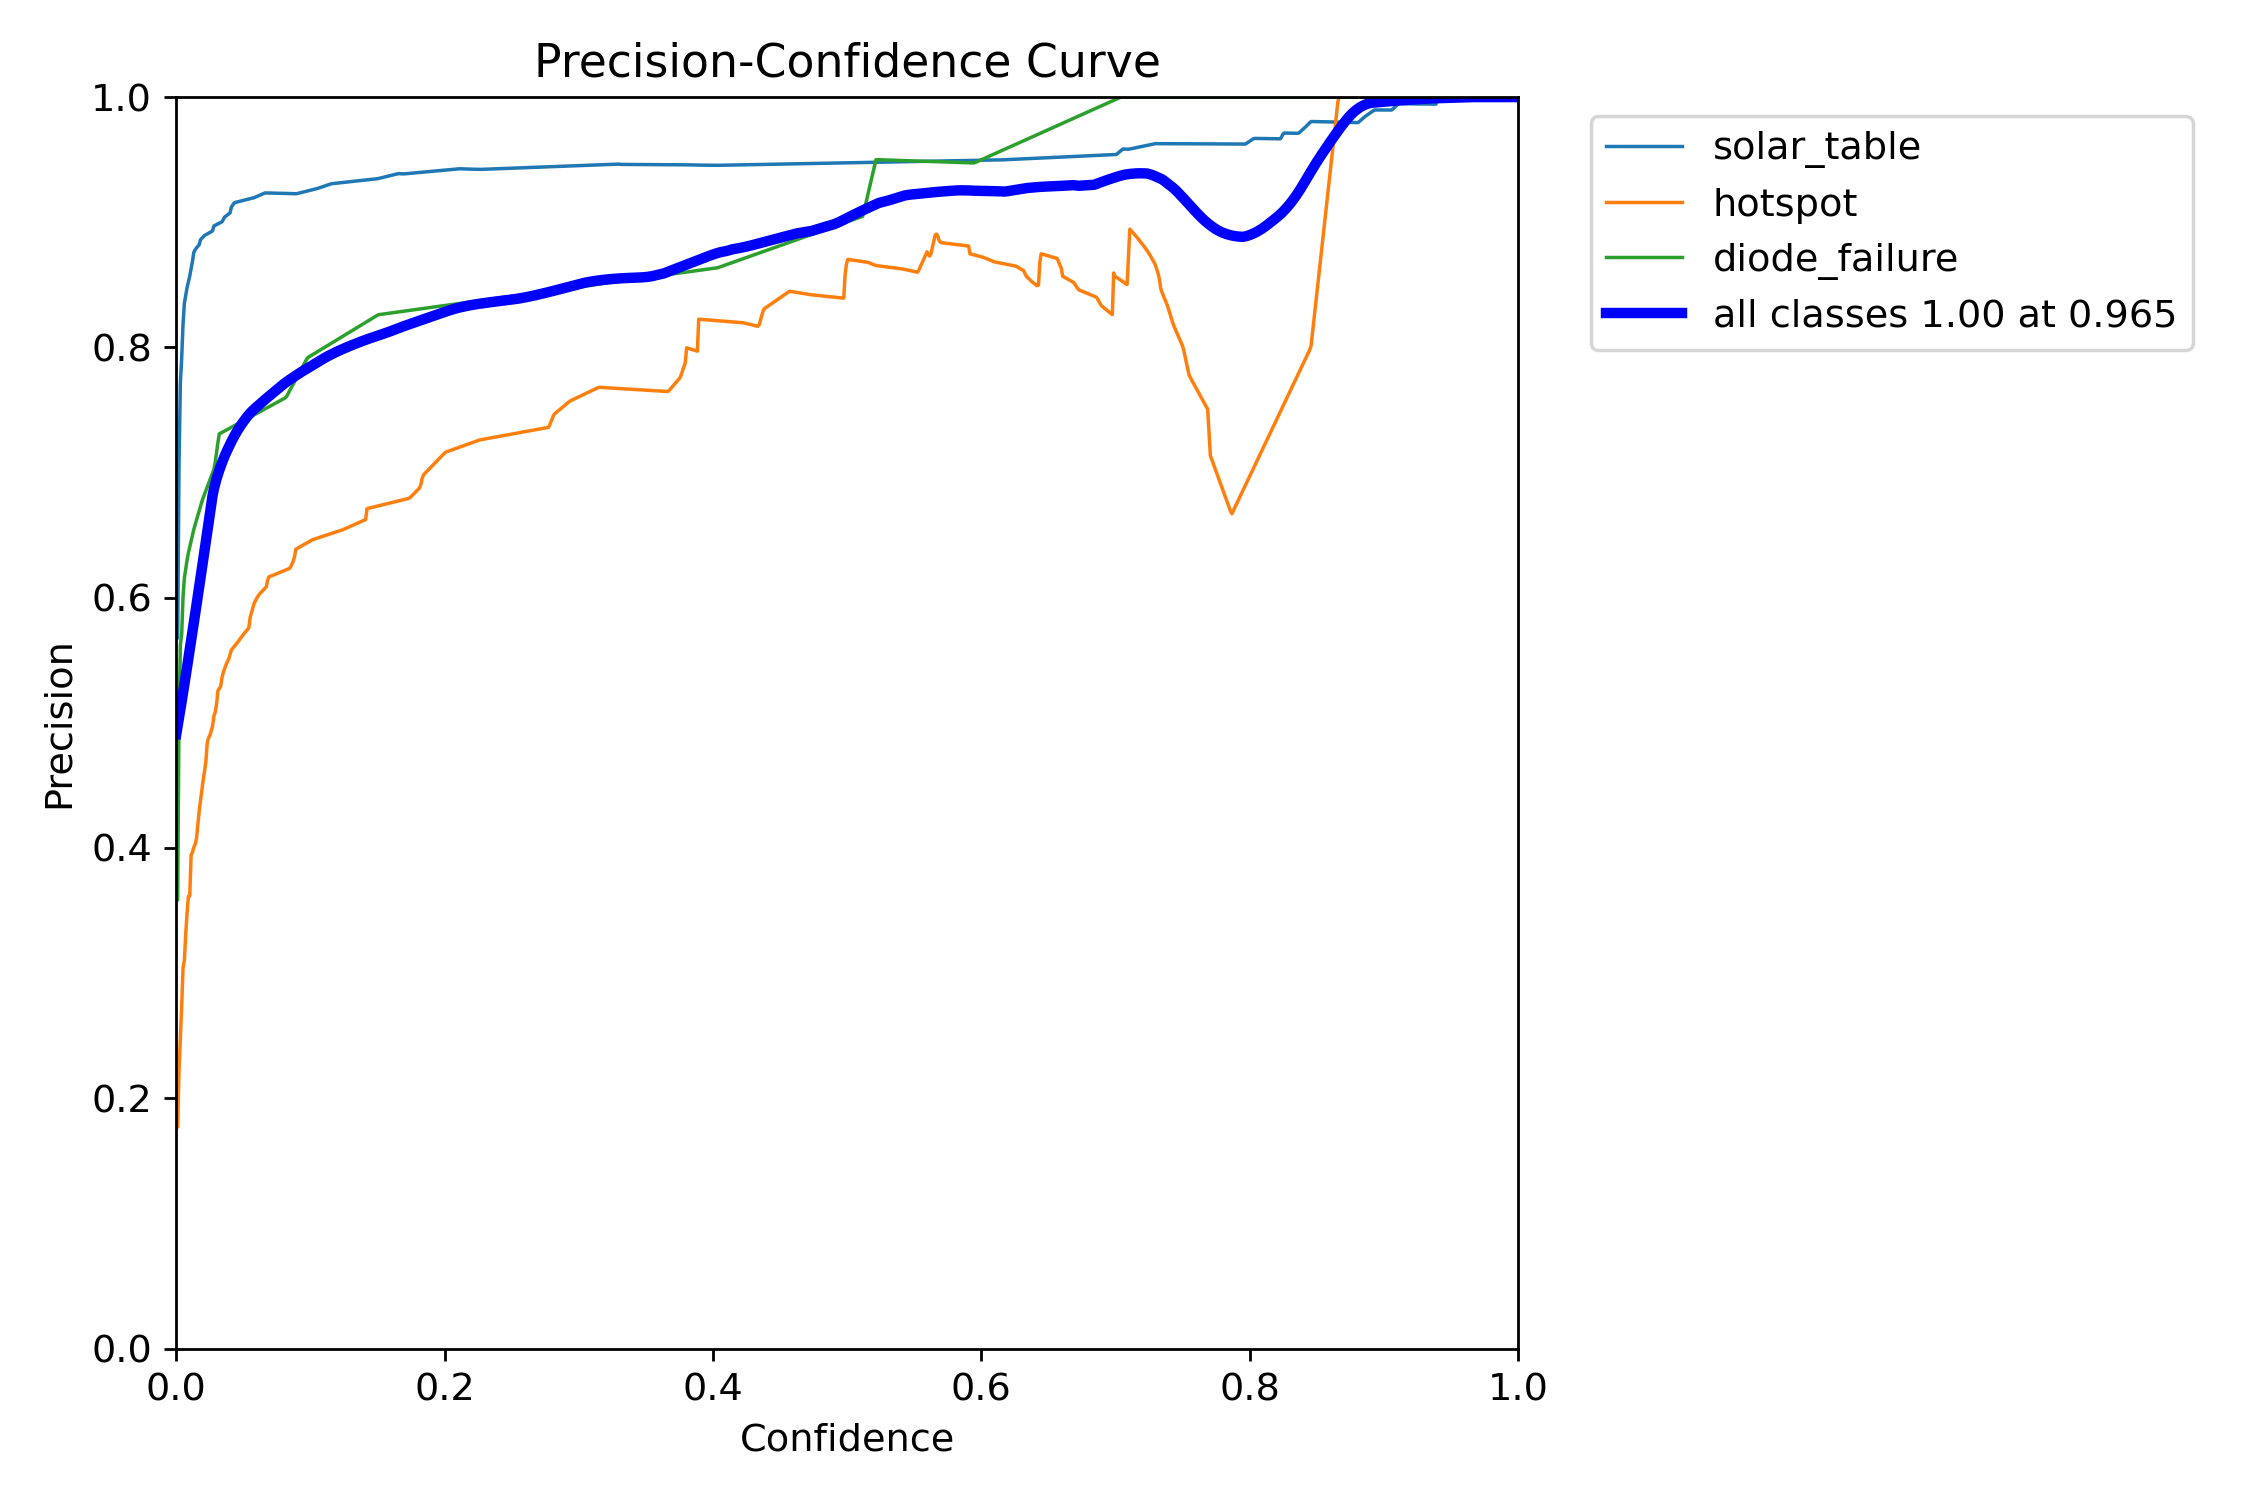 Precision-Confidence Curve
1.0
0.8
0.6
0.4
0.2
0.0
Precision
0.0 0.2 0.4 0.6 0.8 1.0
Confidence
solar_table
hotspot
diode_failure
all classes 1.00 at 0.965